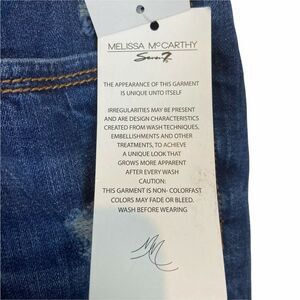 MELISSA McCARTHY
Seven7
THE APPEARANCE OF THIS GARMENT
IS UNIQUE UNTO ITSELF
IRREGULARITIES MAY BE PRESENT
AND ARE DESIGN CHARACTERISTICS
CREATED FROM WASH TECHNIQUES,
EMBELLISHMENTS AND OTHER
TREATMENTS, TO ACHIEVE
A UNIQUE LOOK THAT
GROWS MORE APPARENT
AFTER EVERY WASH
CAUTION:
THIS GARMENT IS NON- COLORFAST
COLORS MAY FADE OR BLEED.
WASH BEFORE WEARING
MM